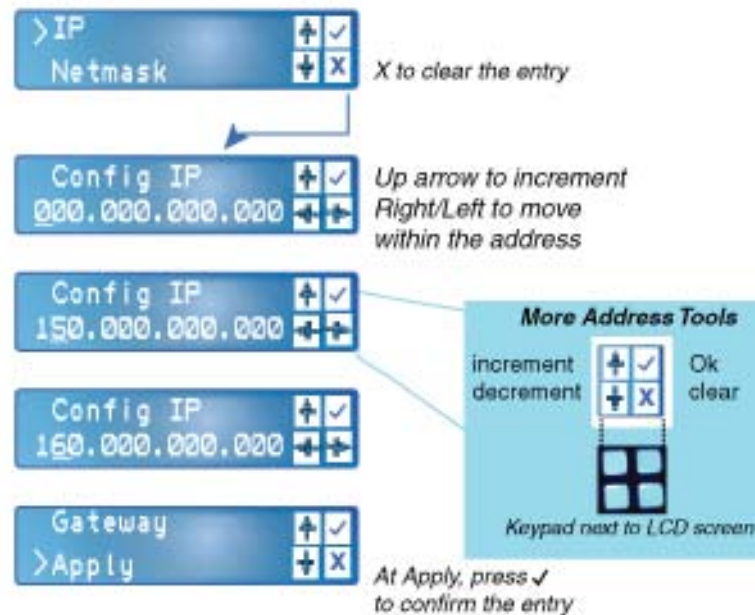 >IP
Netmask
X
X to clear the entry
Config IP
000.000.000.000
Up arrow to increment
Right/Left to move
within the address
Config IP
150.000.000.000
More Address Tools
increment
Ok
decrement
X
clear
Keypad next to LCD screen
Config IP
160.000.000.000
Gateway
>Apply
X
At Apply, press ✓
to confirm the entry